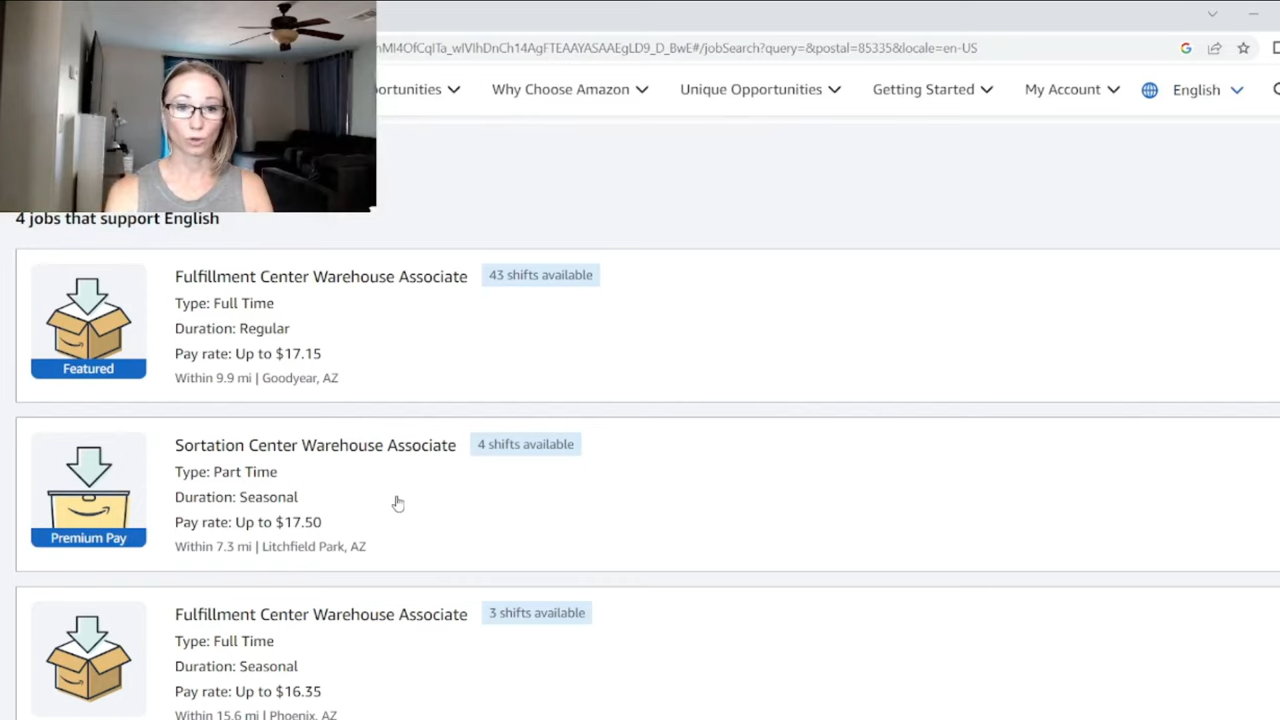 nMI4OfCqITa_wIVIhDnCh14AgFTEAAYASAAEgLD9_D_BwE#/jobSearch?query=&postal=85335&locale=en-US
ortunities
Why Choose Amazon
Unique Opportunities
Getting Started
My Account
English
4 jobs that support English
Fulfillment Center Warehouse Associate
43 shifts available
Type: Full Time
Duration: Regular
Pay rate: Up to $17.15
Featured
Within 9.9 mi | Goodyear, AZ
Sortation Center Warehouse Associate
4 shifts available
Type: Part Time
Duration: Seasonal
Pay rate: Up to $17.50
Premium Pay
Within 7.3 mi | Litchfield Park, AZ
Fulfillment Center Warehouse Associate
3 shifts available
Type: Full Time
Duration: Seasonal
Pay rate: Up to $16.35
Within 15.6 mi | Phoenix, AZ